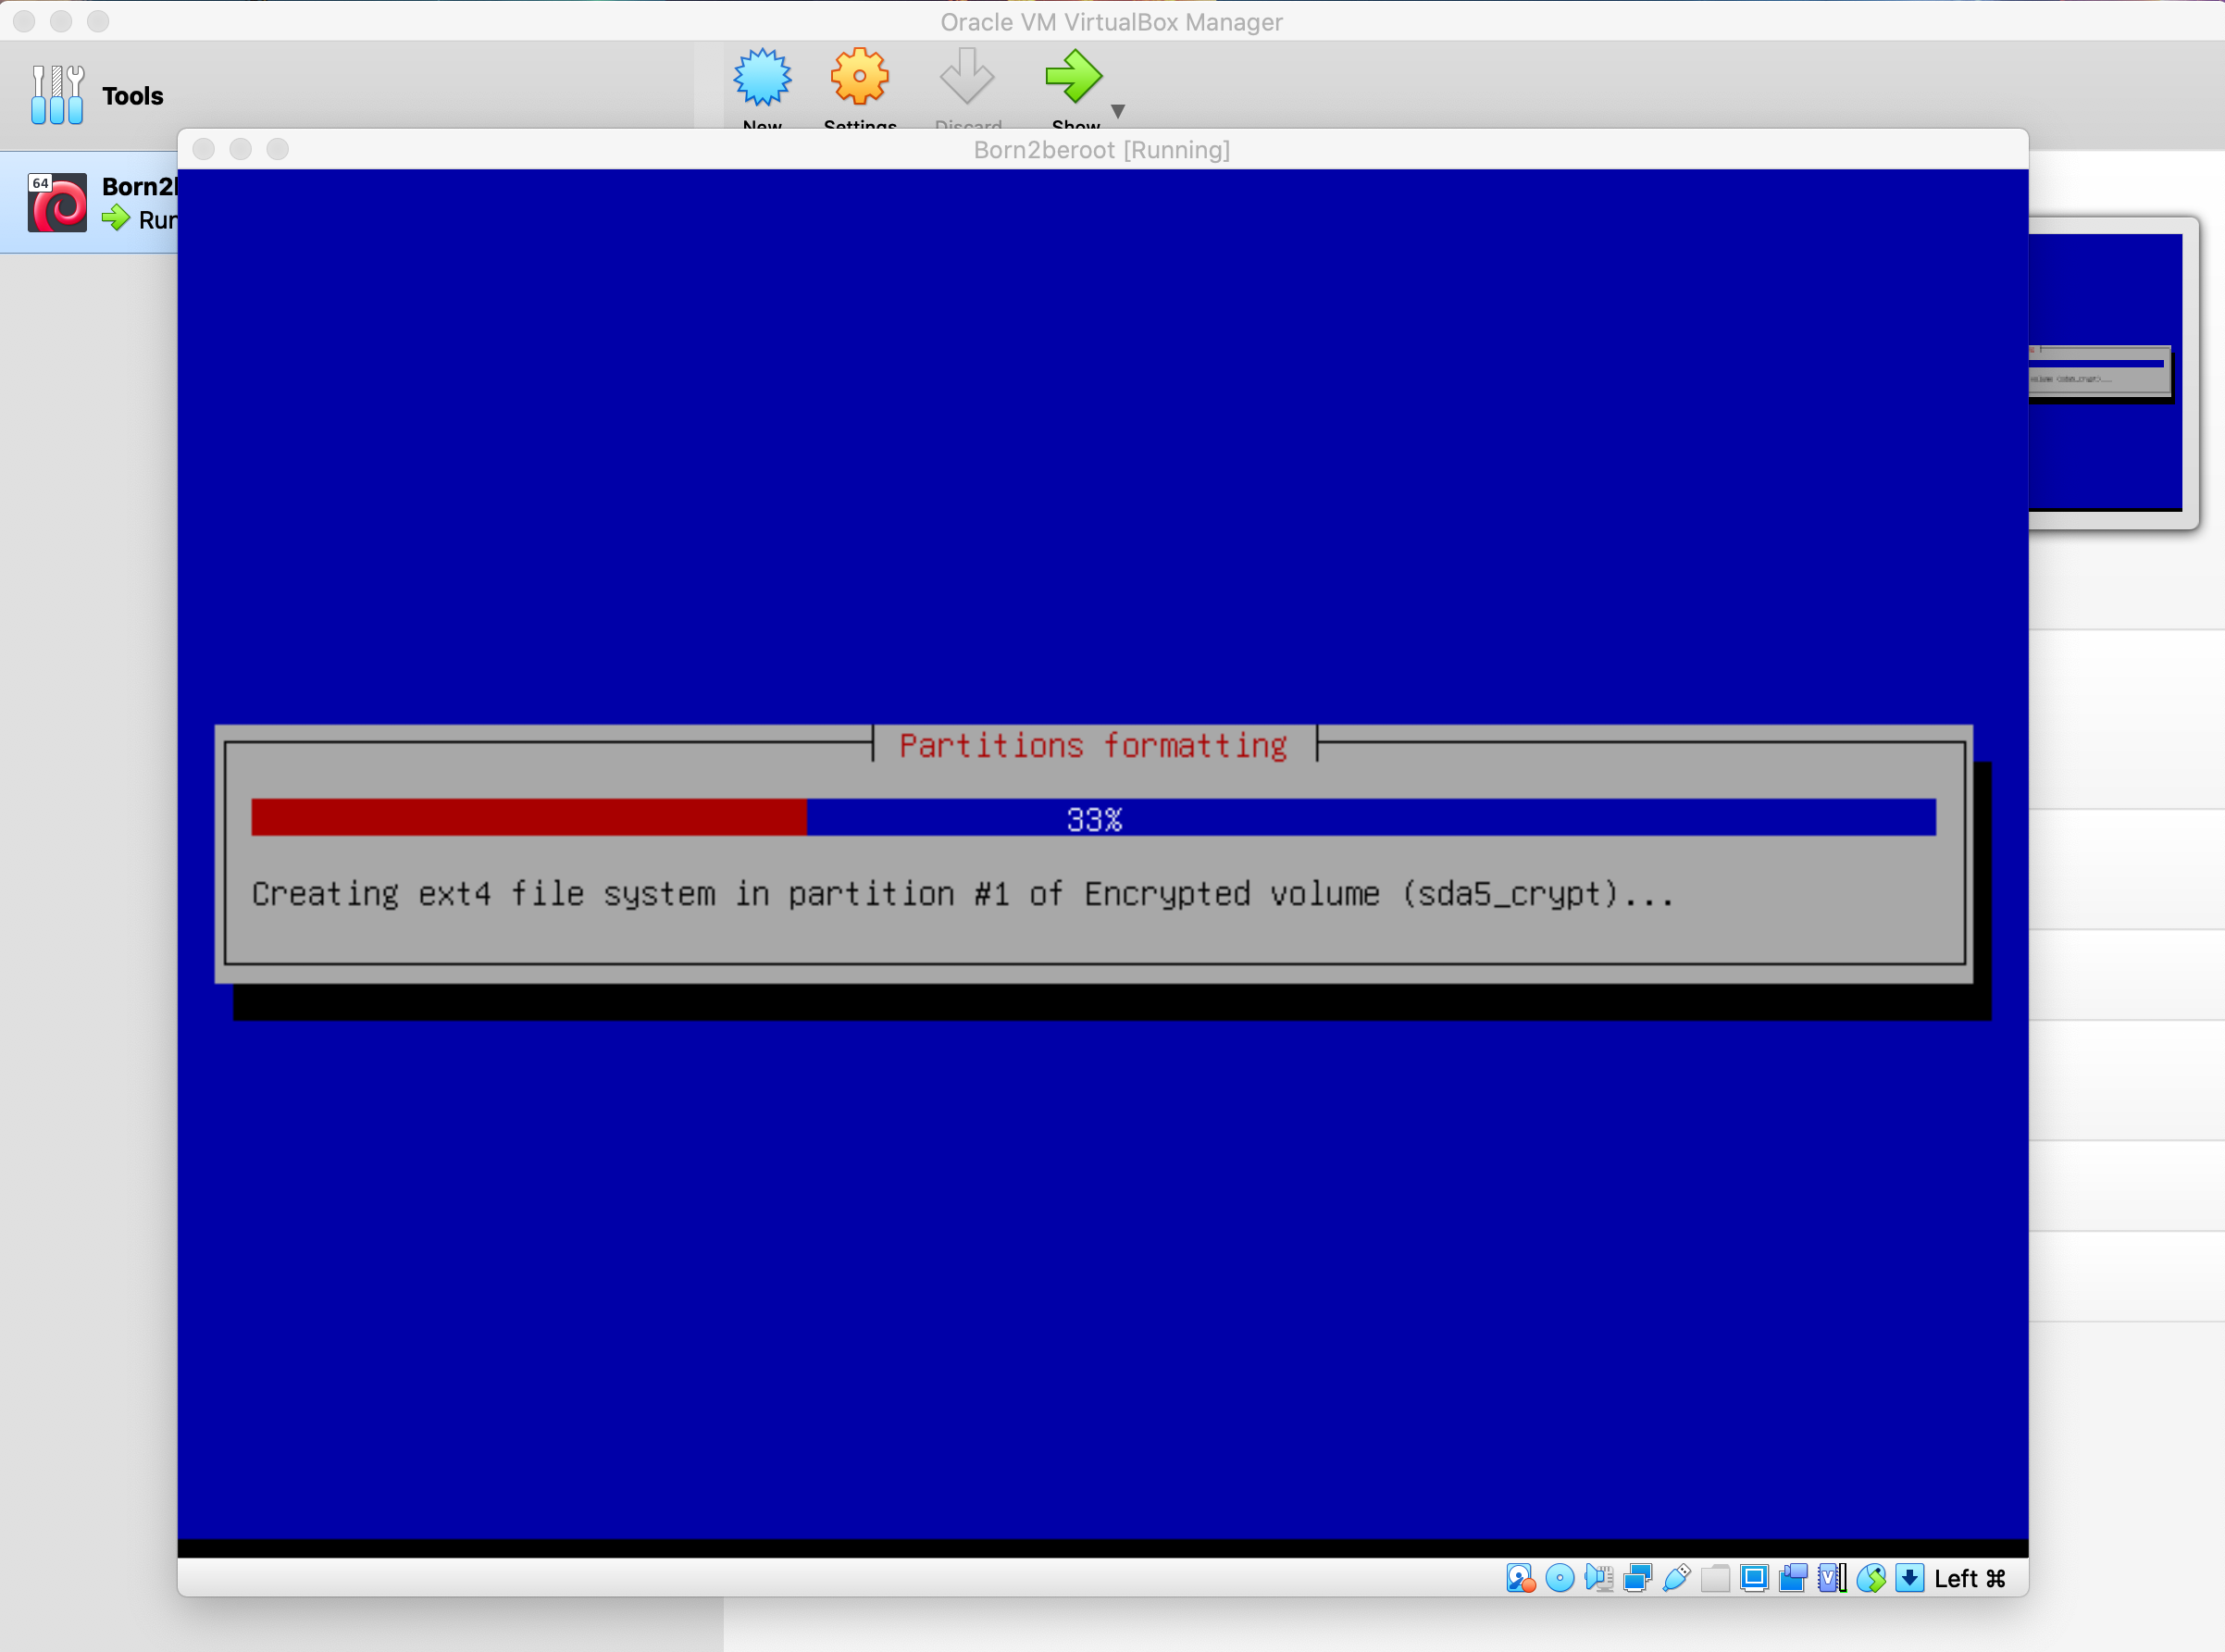 Oracle VM VirtualBox Manager
Tools
New
Settings
Discard
Show
Born2beroot [Running]
64
Born2
Run
Partitions formatting
33%
Creating ext4 file system in partition #1 of Encrypted volume (sda5_crypt)...
Left ⌘